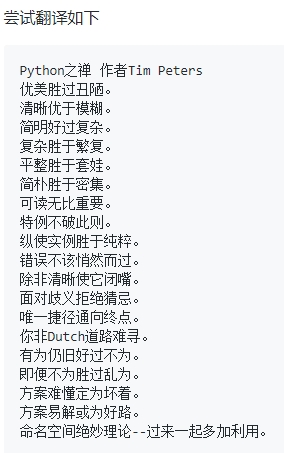 尝试翻译如下
Python之禅 作者Tim Peters
优美胜过丑陋。
清晰优于模糊。
简明好过复杂。
复杂胜于繁复。
平整胜于套娃。
简朴胜于密集。
可读无比重要。
特例不破此则。
纵使实例胜于纯粹。
错误不该悄然而过。
除非清晰使它闭嘴。
面对歧义拒绝猜忌。
唯一捷径通向终点。
你非Dutch道路难寻。
有为仍旧好过不为。
即便不为胜过乱为。
方案难懂定为坏着。
方案易解或为好路。
命名空间绝妙理论--过来一起多加利用。